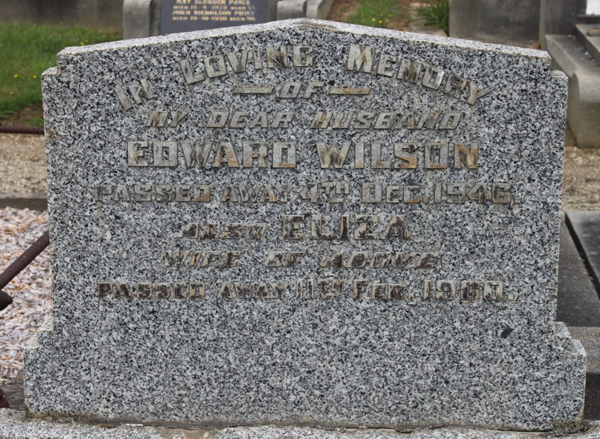 IN LOVING MEMORY
OF
MY DEAR HUSBAND
EDWARD WILSON
PASSED AWAY 4TH DEC. 1946.
ALSO ELIZA
WIFE OF ABOVE
PASSED AWAY 11TH FEB.